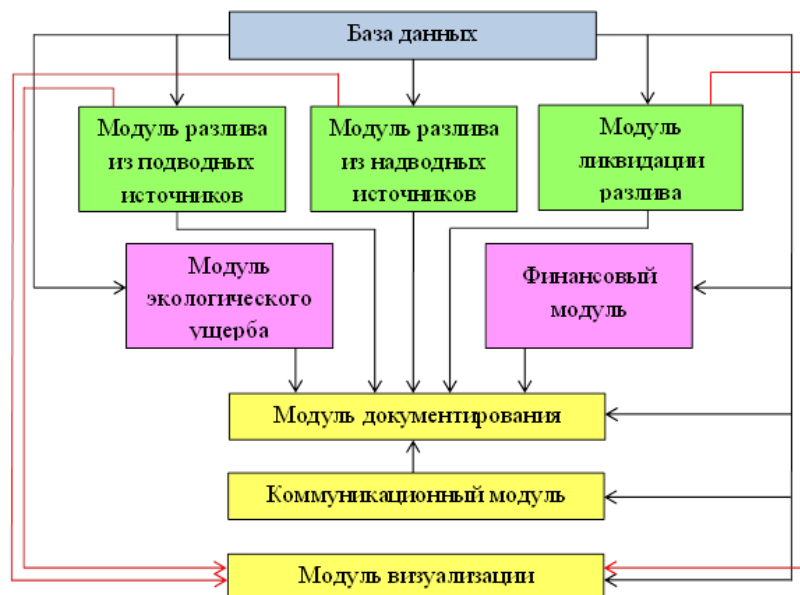 База данных
Модуль разлива
из подводных
источников
Модуль разлива
из надводных
источников
Модуль
ликвидации
разлива
Модуль
экологического
ущерба
Финансовый
модуль
Модуль документирования
Коммуникационный модуль
Модуль визуализации